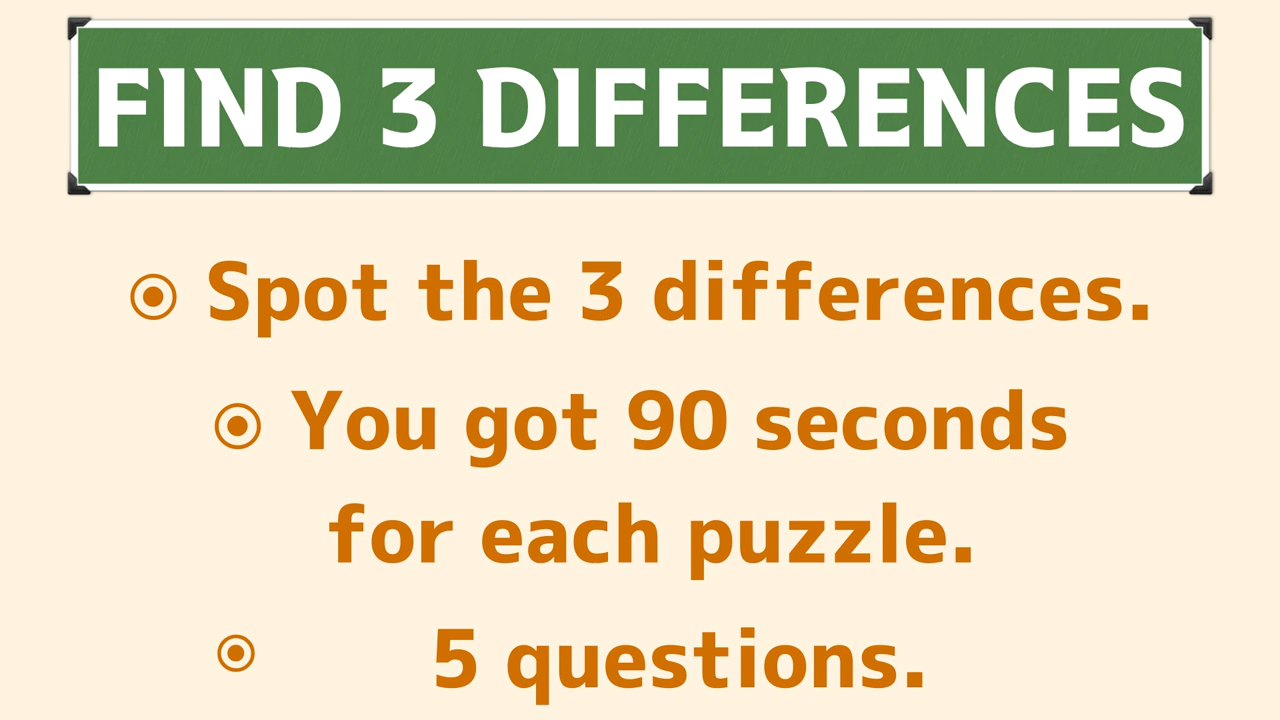 FIND 3 DIFFERENCES
◉ Spot the 3 differences.
◉ You got 90 seconds
for each puzzle.
◉ 5 questions.